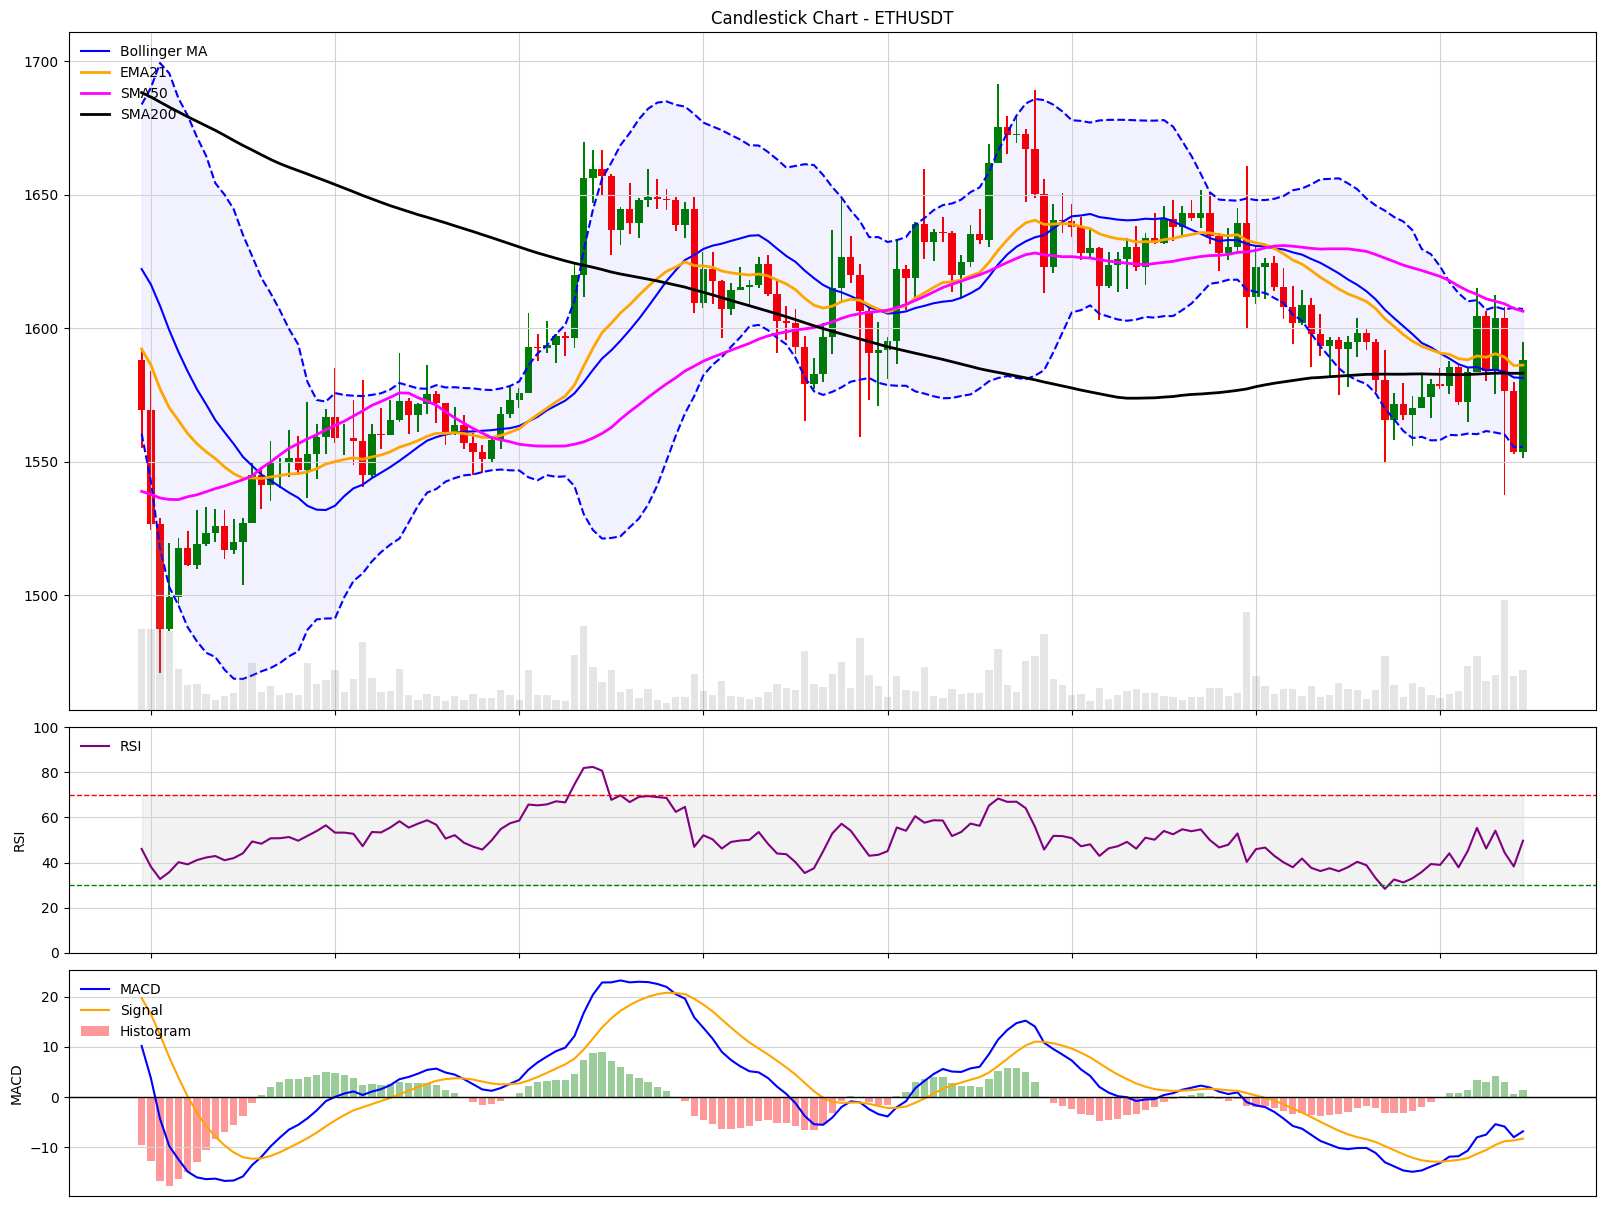 Candlestick Chart - ETHUSDT
Bollinger MA
EMA21
SMA50
SMA200
1700
1650
1600
1550
1500
RSI
RSI
100
80
60
40
20
0
MACD
Signal
Histogram
MACD
20
10
0
−10